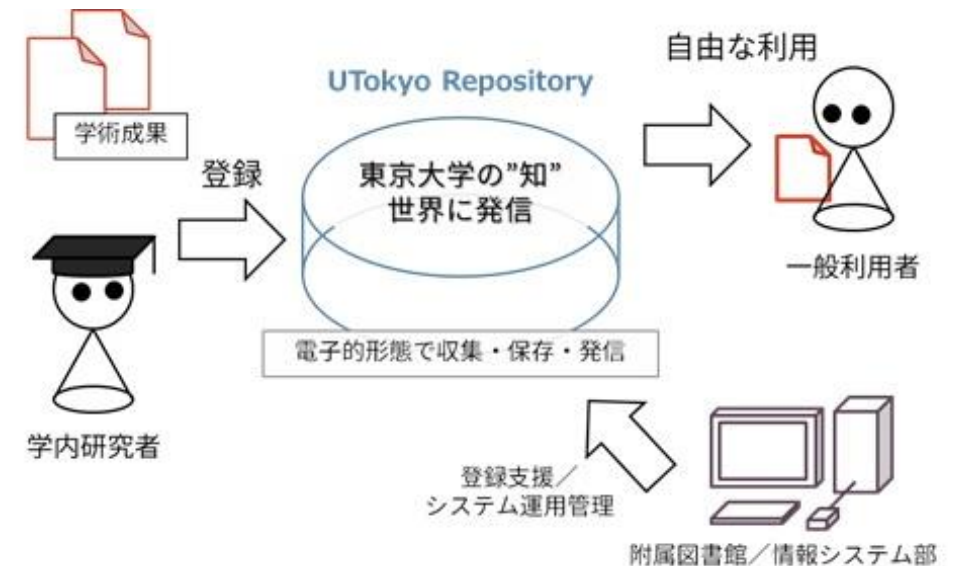 学術成果
登録
学内研究者
UTokyo Repository
東京大学の”知”
世界に発信
電子的形態で収集・保存・発信
自由な利用
一般利用者
登録支援／
システム運用管理
附属図書館／情報システム部